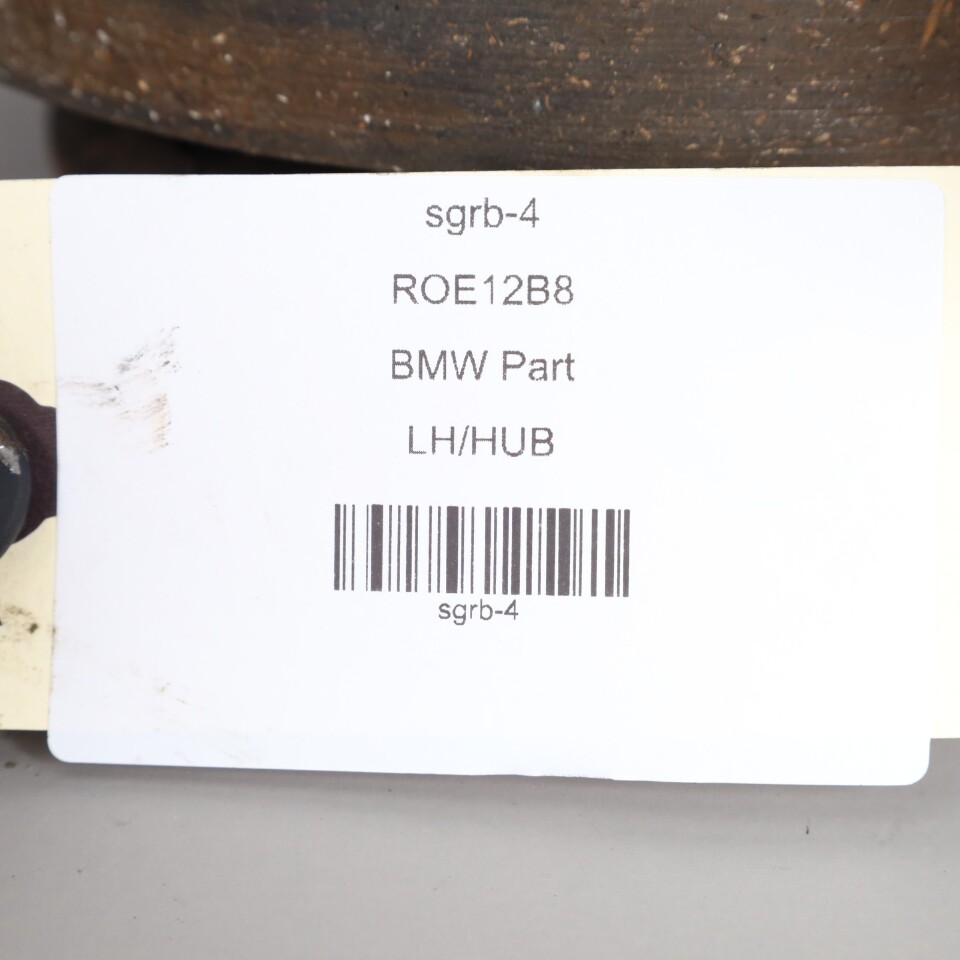 sgrb-4
ROE12B8
BMW Part
LH/HUB
sgrb-4